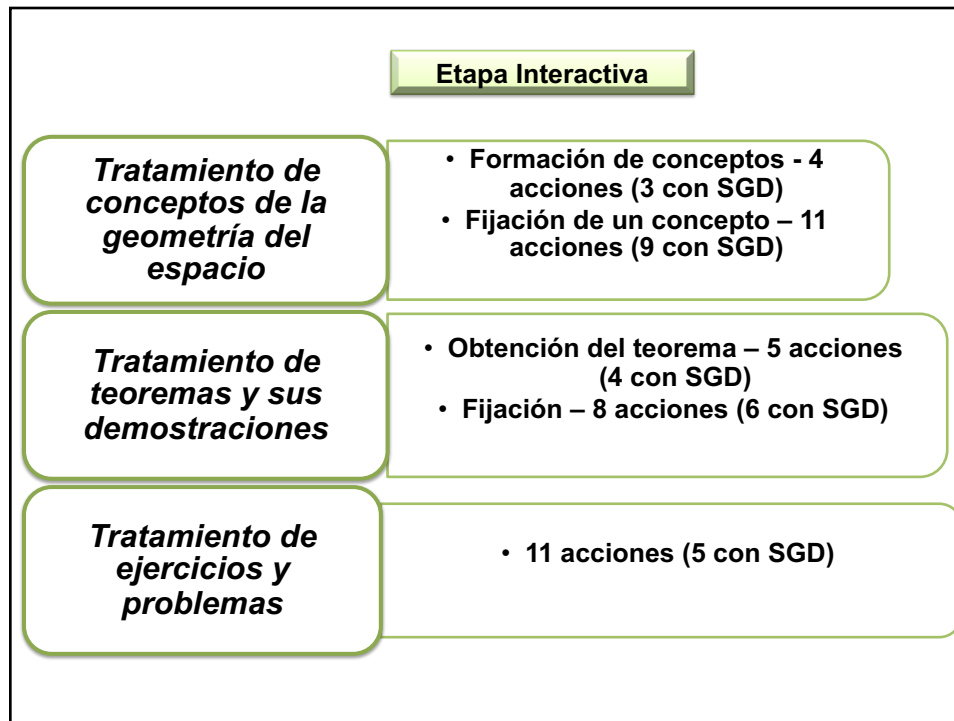 Etapa Interactiva
Tratamiento de
conceptos de la
geometría del
espacio
• Formación de conceptos - 4
acciones (3 con SGD)
• Fijación de un concepto – 11
acciones (9 con SGD)
Tratamiento de
teoremas y sus
demostraciones
• Obtención del teorema – 5 acciones
(4 con SGD)
• Fijación – 8 acciones (6 con SGD)
Tratamiento de
ejercicios y
problemas
• 11 acciones (5 con SGD)